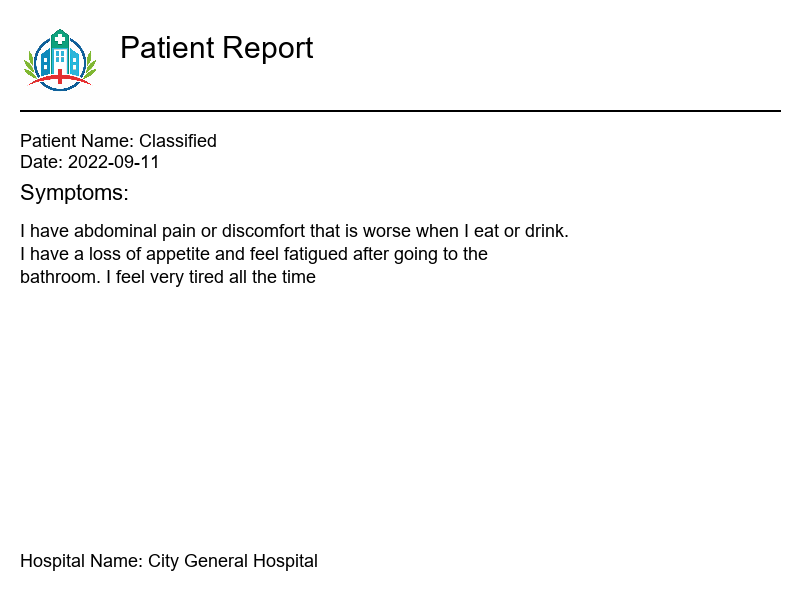 Patient Report
Patient Name: Classified
Date: 2022-09-11
Symptoms:
I have abdominal pain or discomfort that is worse when I eat or drink.
I have a loss of appetite and feel fatigued after going to the
bathroom. I feel very tired all the time
Hospital Name: City General Hospital